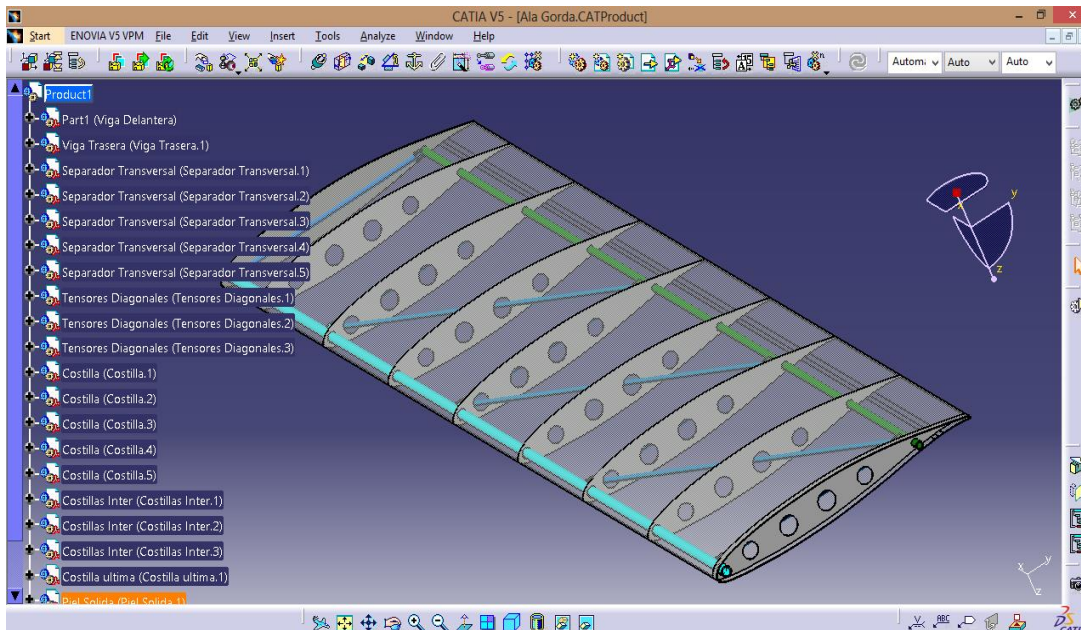 CATIA V5 - [Ala Gorda.CATProduct]
Start ENOVIA V5 VPM File Edit View Insert Tools Analyze Window Help
Auto Auto
Product1
Part1 (Viga Delantera)
Viga Trasera (Viga Trasera.1)
Separador Transversal (Separador Transversal.1)
Separador Transversal (Separador Transversal.2)
Separador Transversal (Separador Transversal.3)
Separador Transversal (Separador Transversal.4)
Separador Transversal (Separador Transversal.5)
Tensores Diagonales (Tensores Diagonales.1)
Tensores Diagonales (Tensores Diagonales.2)
Tensores Diagonales (Tensores Diagonales.3)
Costilla (Costilla.1)
Costilla (Costilla.2)
Costilla (Costilla.3)
Costilla (Costilla.4)
Costilla (Costilla.5)
Costillas Inter (Costillas Inter.1)
Costillas Inter (Costillas Inter.2)
Costillas Inter (Costillas Inter.3)
Costilla ultima (Costilla ultima.1)
Piel Solida (Piel Solida.1)
y
x
z
x y
z
ABC